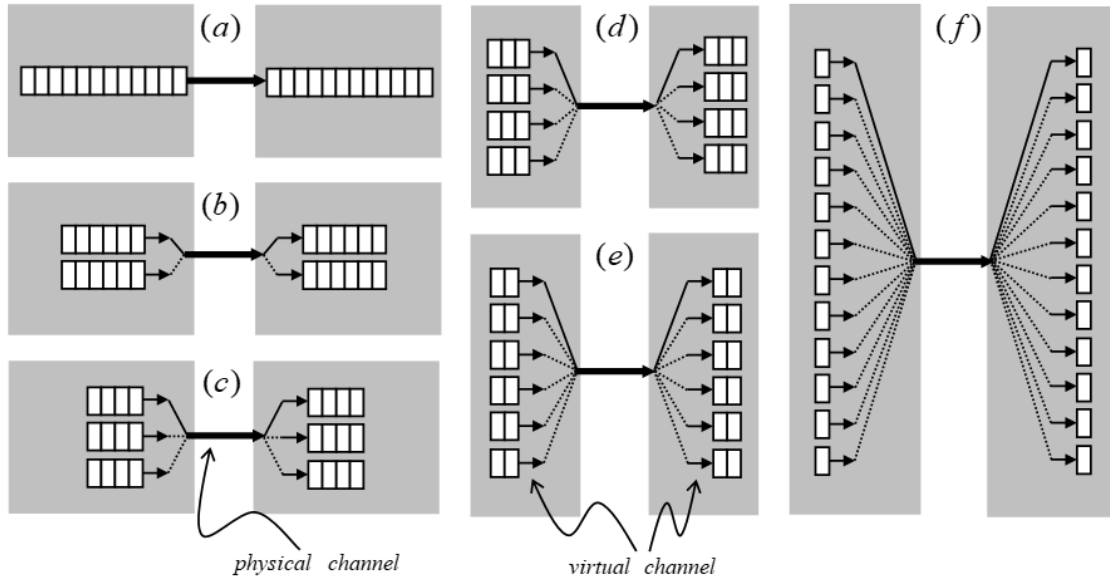 (a)
(b)
(c)
physical channel
(d)
(e)
virtual channel
(f)